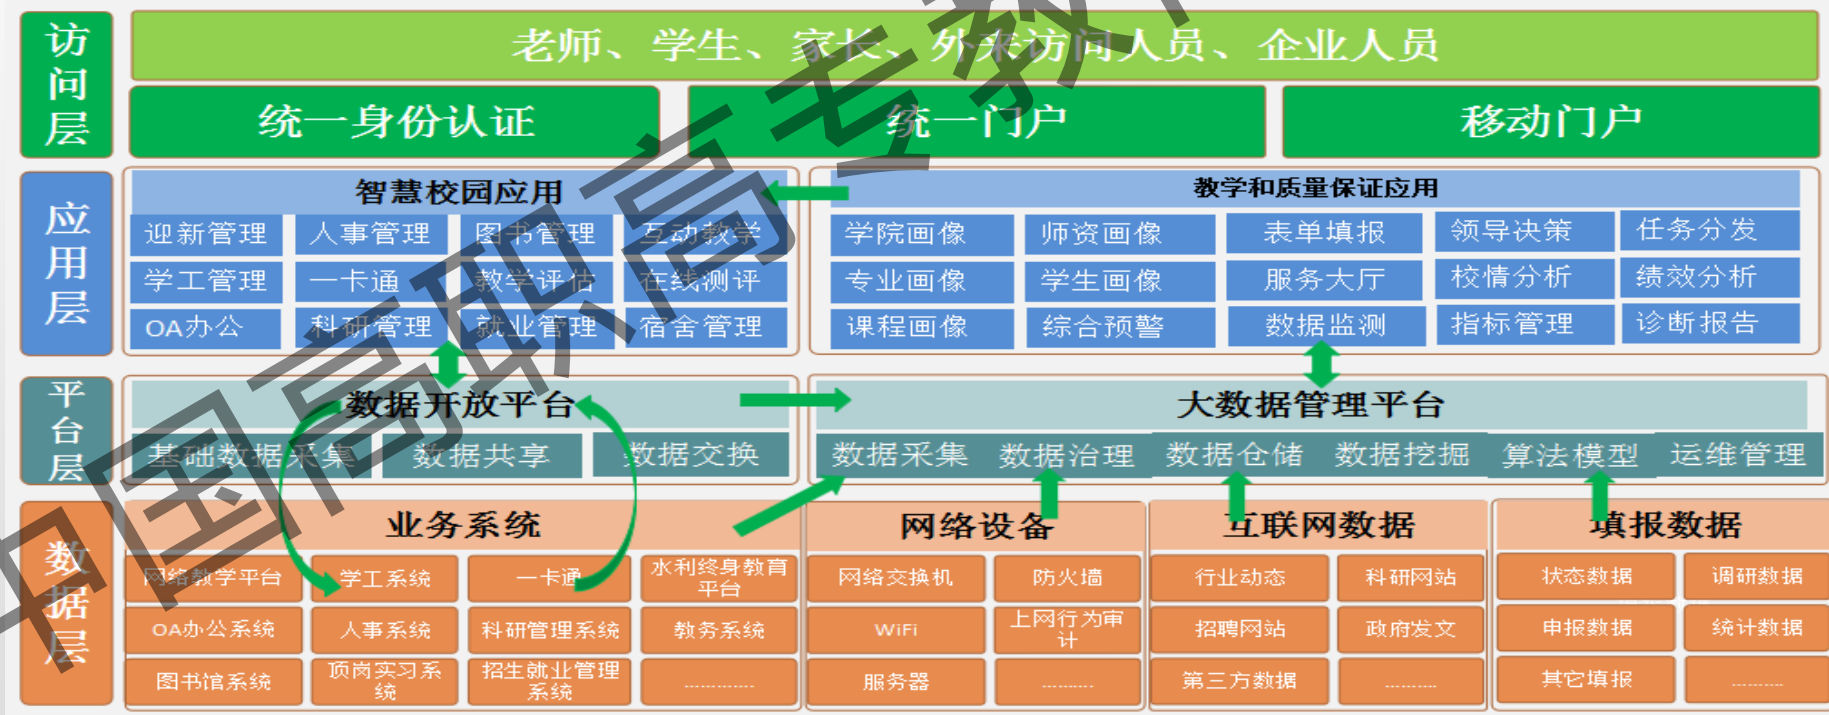 访问层
老师、学生、家长、外来访问人员、企业人员
统一身份认证
统一门户
移动门户
应用层
智慧校园应用
迎新管理
人事管理
图书管理
互动教学
学工管理
一卡通
教学评估
在线测评
OA办公
科研管理
就业管理
宿舍管理
教学和质量保证应用
学院画像
师资画像
表单填报
领导决策
任务分发
专业画像
学生画像
服务大厅
校情分析
绩效分析
课程画像
综合预警
数据监测
指标管理
诊断报告
平台层
数据开放平台
基础数据采集
数据共享
数据交换
大数据管理平台
数据采集
数据治理
数据仓储
数据挖掘
算法模型
运维管理
数据层
业务系统
网络教学平台
学工系统
一卡通
水利终身教育
平台
OA办公系统
人事系统
科研管理系统
教务系统
图书馆系统
顶岗实习系
统
招生就业管理
系统
............
网络设备
网络交换机
防火墙
WiFi
上网行为审
计
服务器
.........
互联网数据
行业动态
科研网站
招聘网站
政府发文
第三方数据
.........
填报数据
状态数据
调研数据
申报数据
统计数据
其它填报
.........
中国高职高专教